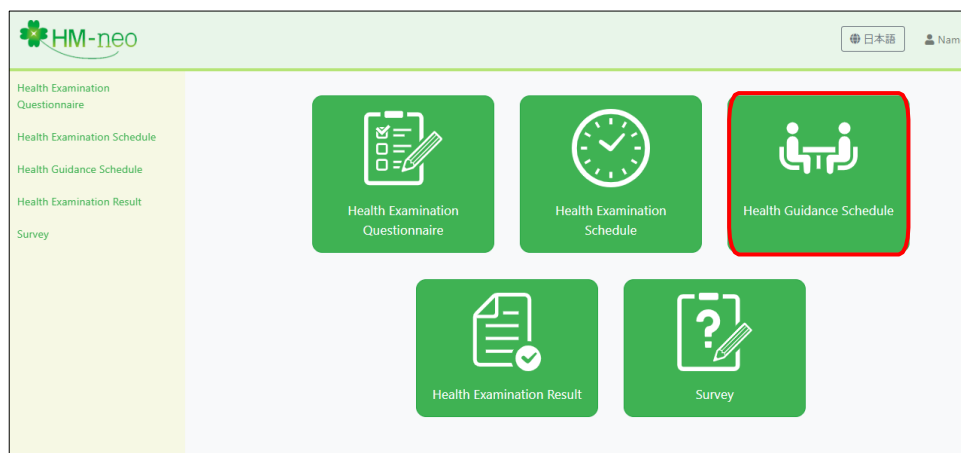 HM-neo
日本語
Nam
Health Examination
Questionnaire
Health Examination Schedule
Health Guidance Schedule
Health Examination Result
Survey
Health Examination
Questionnaire
Health Examination
Schedule
Health Guidance Schedule
Health Examination Result
Survey